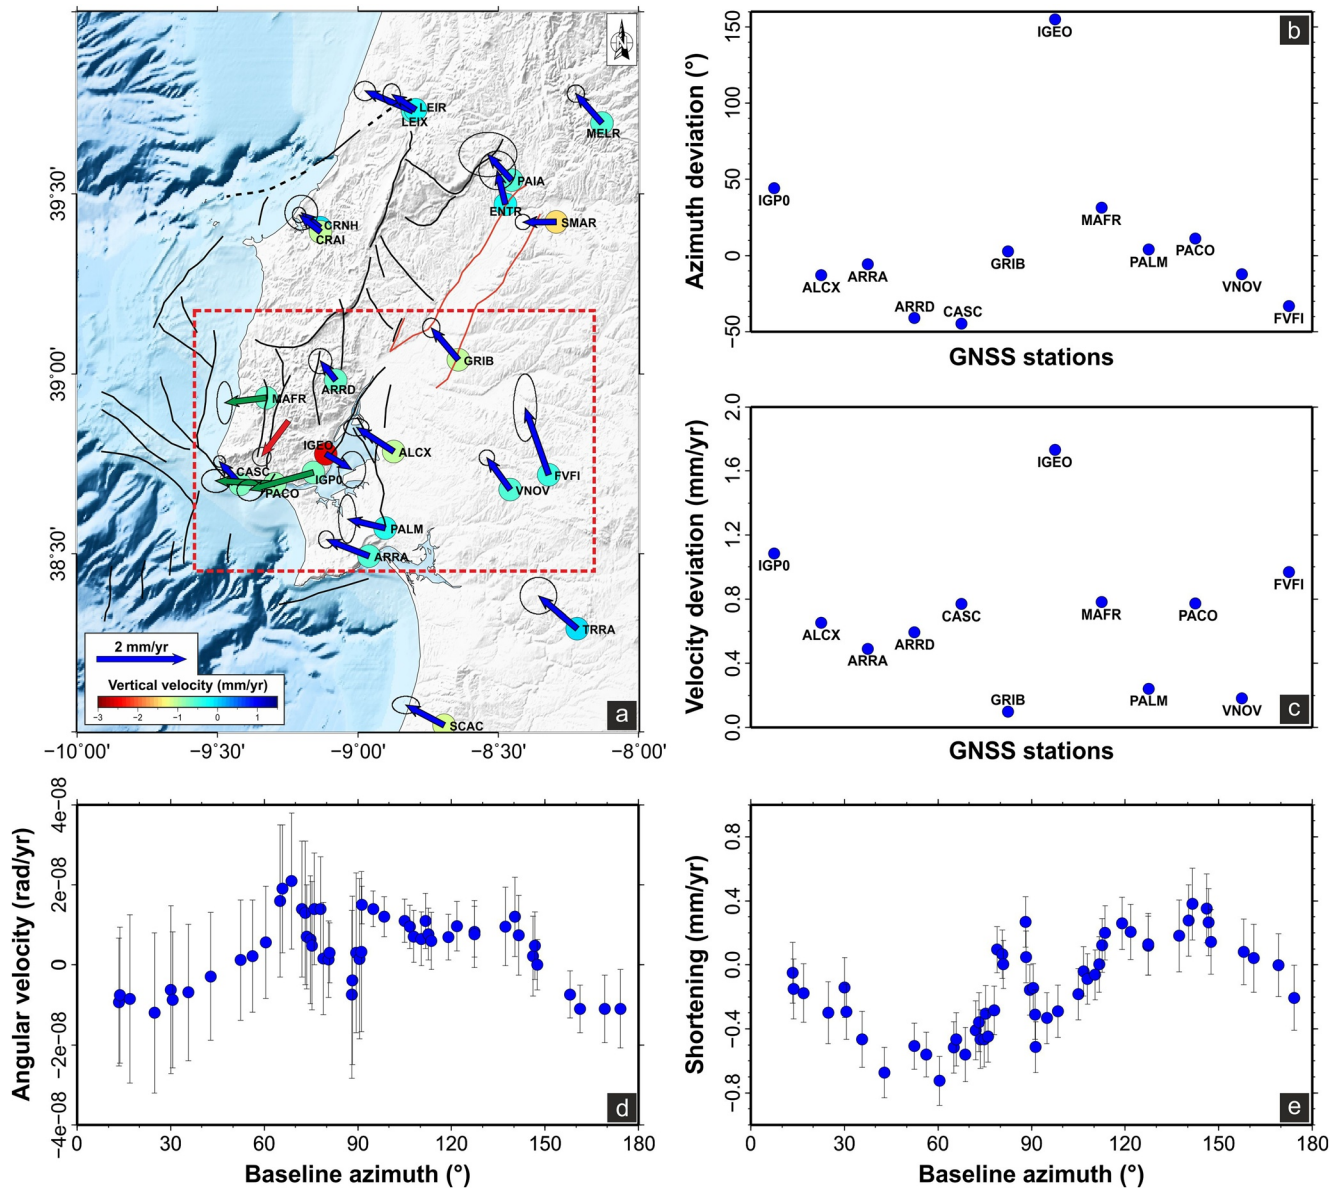 LEIR
LEIX
MELR
PAIA
ENTR
SMAR
CRNH
CRAI
GRIB
ARRD
MAFR
IGEO
ALCX
CASC
IGP0
PACO
FVFI
VNOV
PALM
ARRA
TRRA
SCAC
39°30'
39°00'
38°30'
2 mm/yr
Vertical velocity (mm/yr)
−3 −2 −1 0 1
a
−10°00' −9°30' −9°00' −8°30' −8°00'
Azimuth deviation (°)
150
100
50
0
−50
b
IGEO
IGP0
MAFR
PACO
GRIB
PALM
ARRA
ALCX
VNOV
ARRD
CASC
FVFI
GNSS stations
Velocity deviation (mm/yr)
2.0
1.6
1.2
0.8
0.4
0.0
IGEO
IGP0
FVFI
CASC
MAFR
PACO
ALCX
ARRD
ARRA
GRIB
PALM
VNOV
c
GNSS stations
Angular velocity (rad/yr)
4e−08
2e−08
0
−2e−08
−4e−08
d
0 30 60 90 120 150 180
Baseline azimuth (°)
Shortening (mm/yr)
0.8
0.4
0.0
−0.4
−0.8
e
0 30 60 90 120 150 180
Baseline azimuth (°)